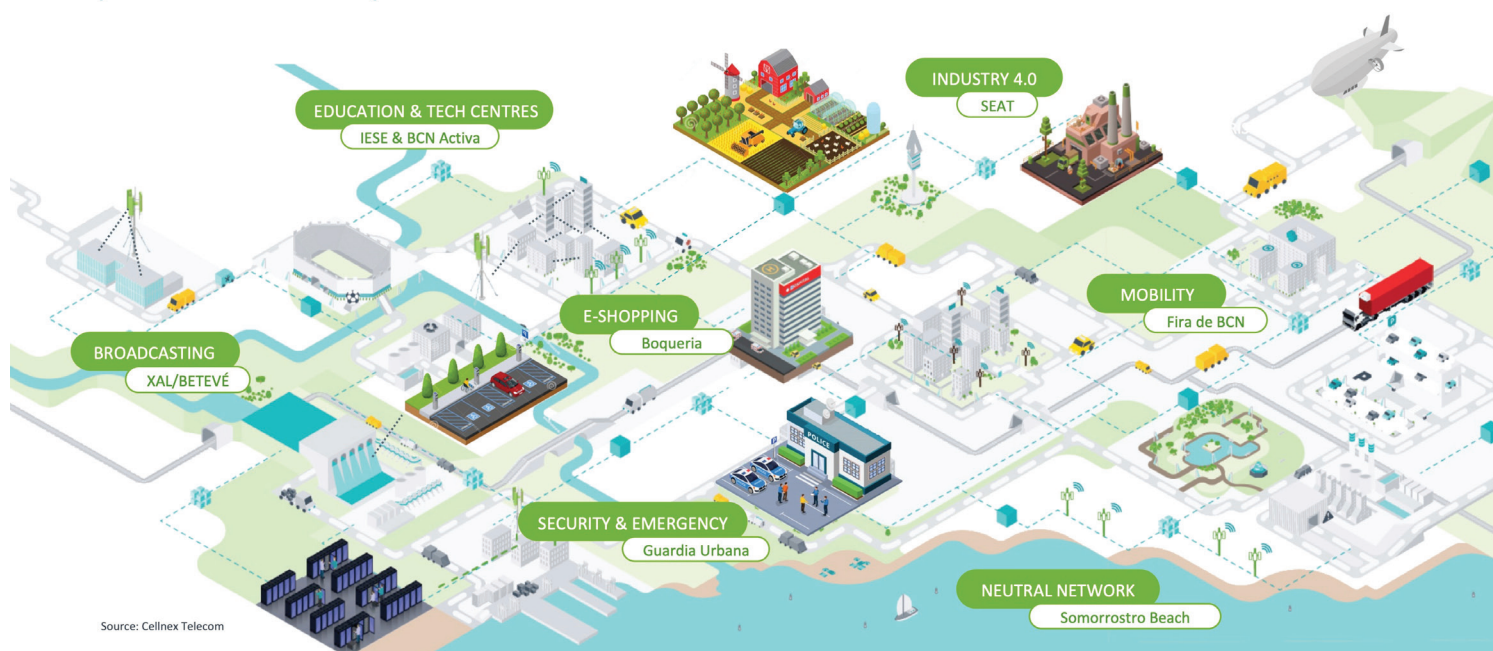 INDUSTRY 4.0
SEAT
EDUCATION & TECH CENTRES
IESE & BCN Activa
MOBILITY
Fira de BCN
E-SHOPPING
Boqueria
BROADCASTING
XAL/BETEVÉ
POLICE
SECURITY & EMERGENCY
Guardia Urbana
NEUTRAL NETWORK
Somorrostro Beach
Source: Cellnex Telecom